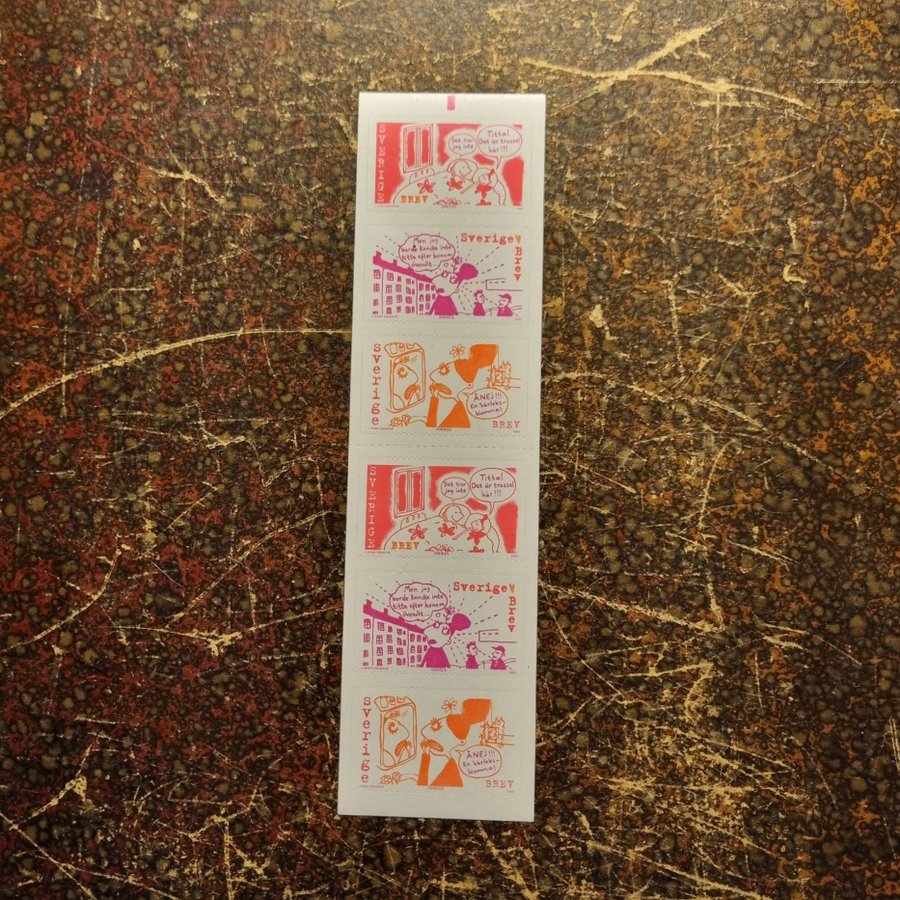 SVERIGE
Det tror
jag inte
Titta!
Det är trassel
här!!!
BREV
Men jag
borde kanske inte
titta efter honom
Sverige
Brev
Sverige
ÅNEJ!!!
En kärleks-
blomma!
BREV
SVERIGE
Det tror
jag inte
Titta!
Det är trassel
här!!!
BREV
Men jag
borde kanske inte
titta efter honom
Sverige
Brev
Sverige
ÅNEJ!!!
En kärleks-
blomma!
BREV